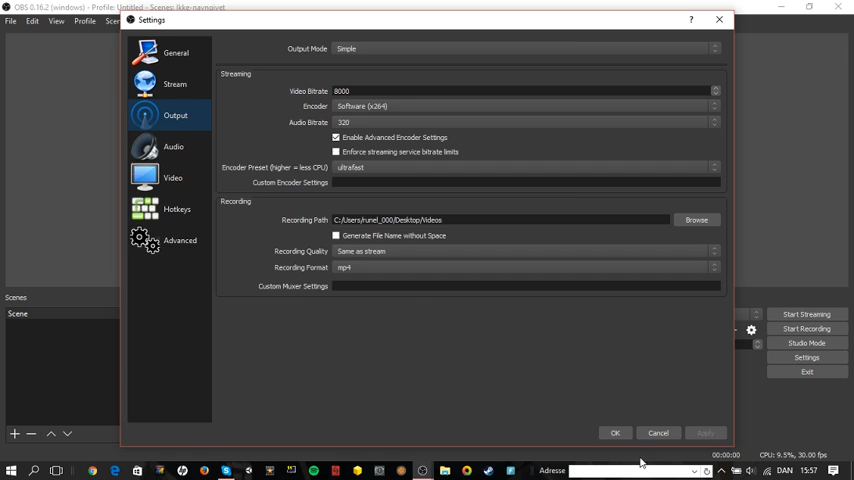 OBS 0.16.2 (windows) - Profile: Untitled - Scenes: Ikke-navngivet
File Edit View Profile Scen
Settings
?
General
Stream
Output
Audio
Video
Hotkeys
Advanced
Output Mode Simple
Streaming
Video Bitrate 8000
Encoder Software (x264)
Audio Bitrate 320
Enable Advanced Encoder Settings
Enforce streaming service bitrate limits
Encoder Preset (higher = less CPU) ultrafast
Custom Encoder Settings
Recording
Recording Path C:/Users/runel_000/Desktop/Videos Browse
Generate File Name without Space
Recording Quality Same as stream
Recording Format mp4
Custom Muxer Settings
OK Cancel Apply
Scenes
Scene
Start Streaming
Start Recording
Studio Mode
Settings
Exit
00:00:00 CPU: 9.5%, 30.00 fps
Adresse DAN 15:57